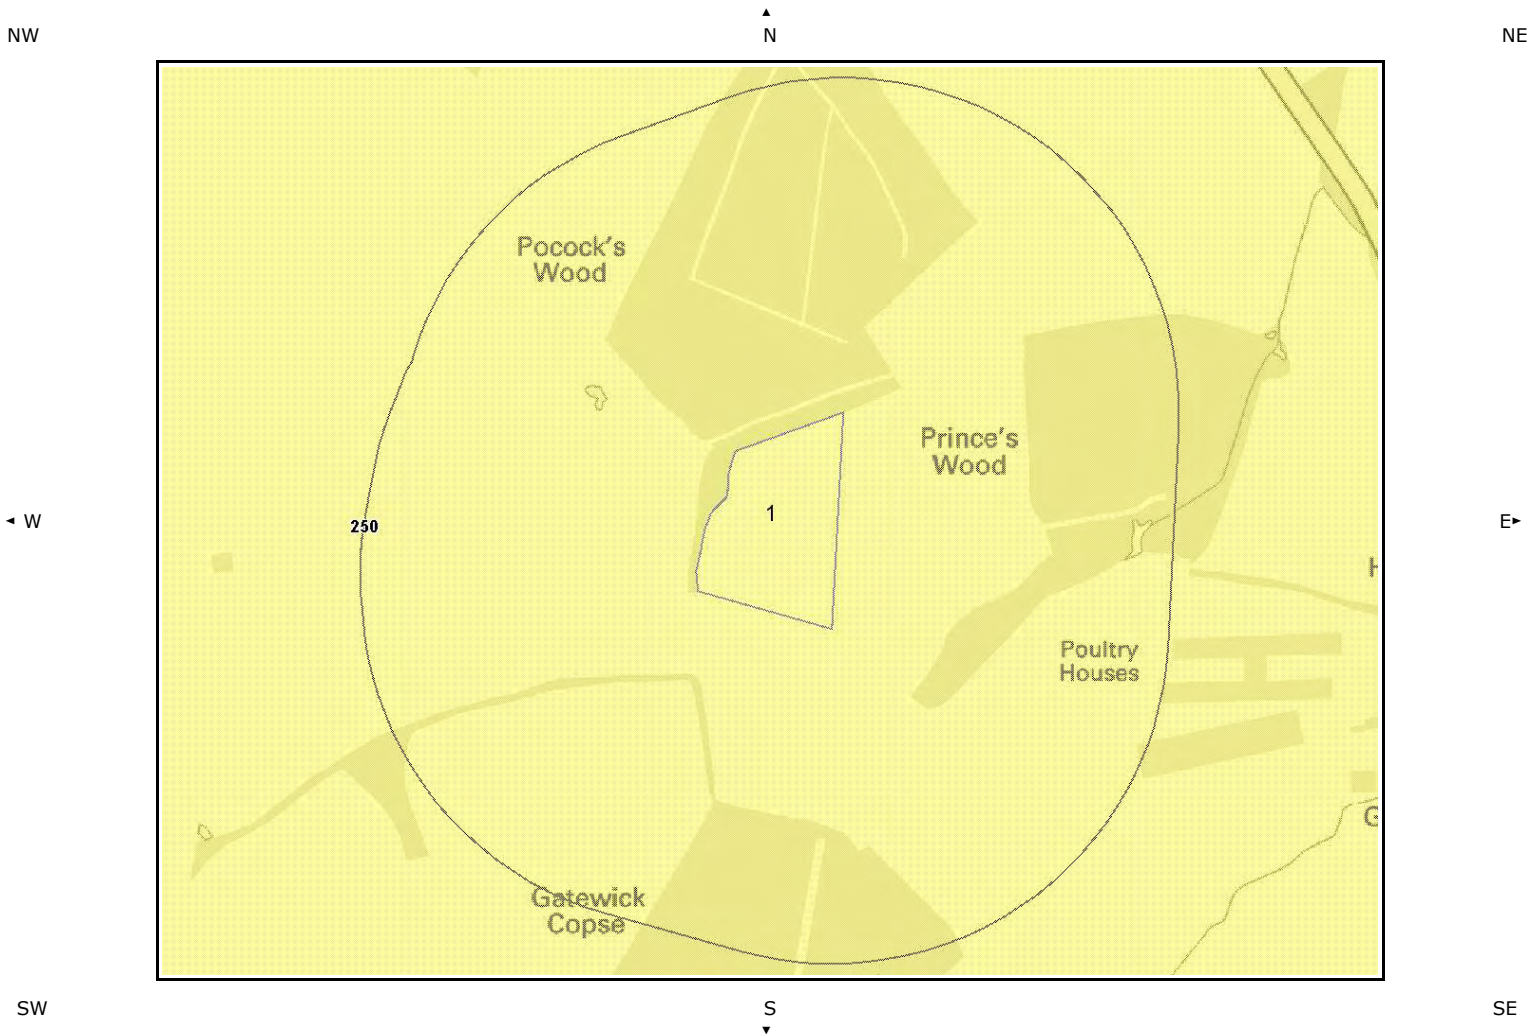 NW
N
NE
Pocock's
Wood
Prince's
Wood
1
W
250
E
H
Poultry
Houses
G
Gatewick
Copse
SW
S
SE